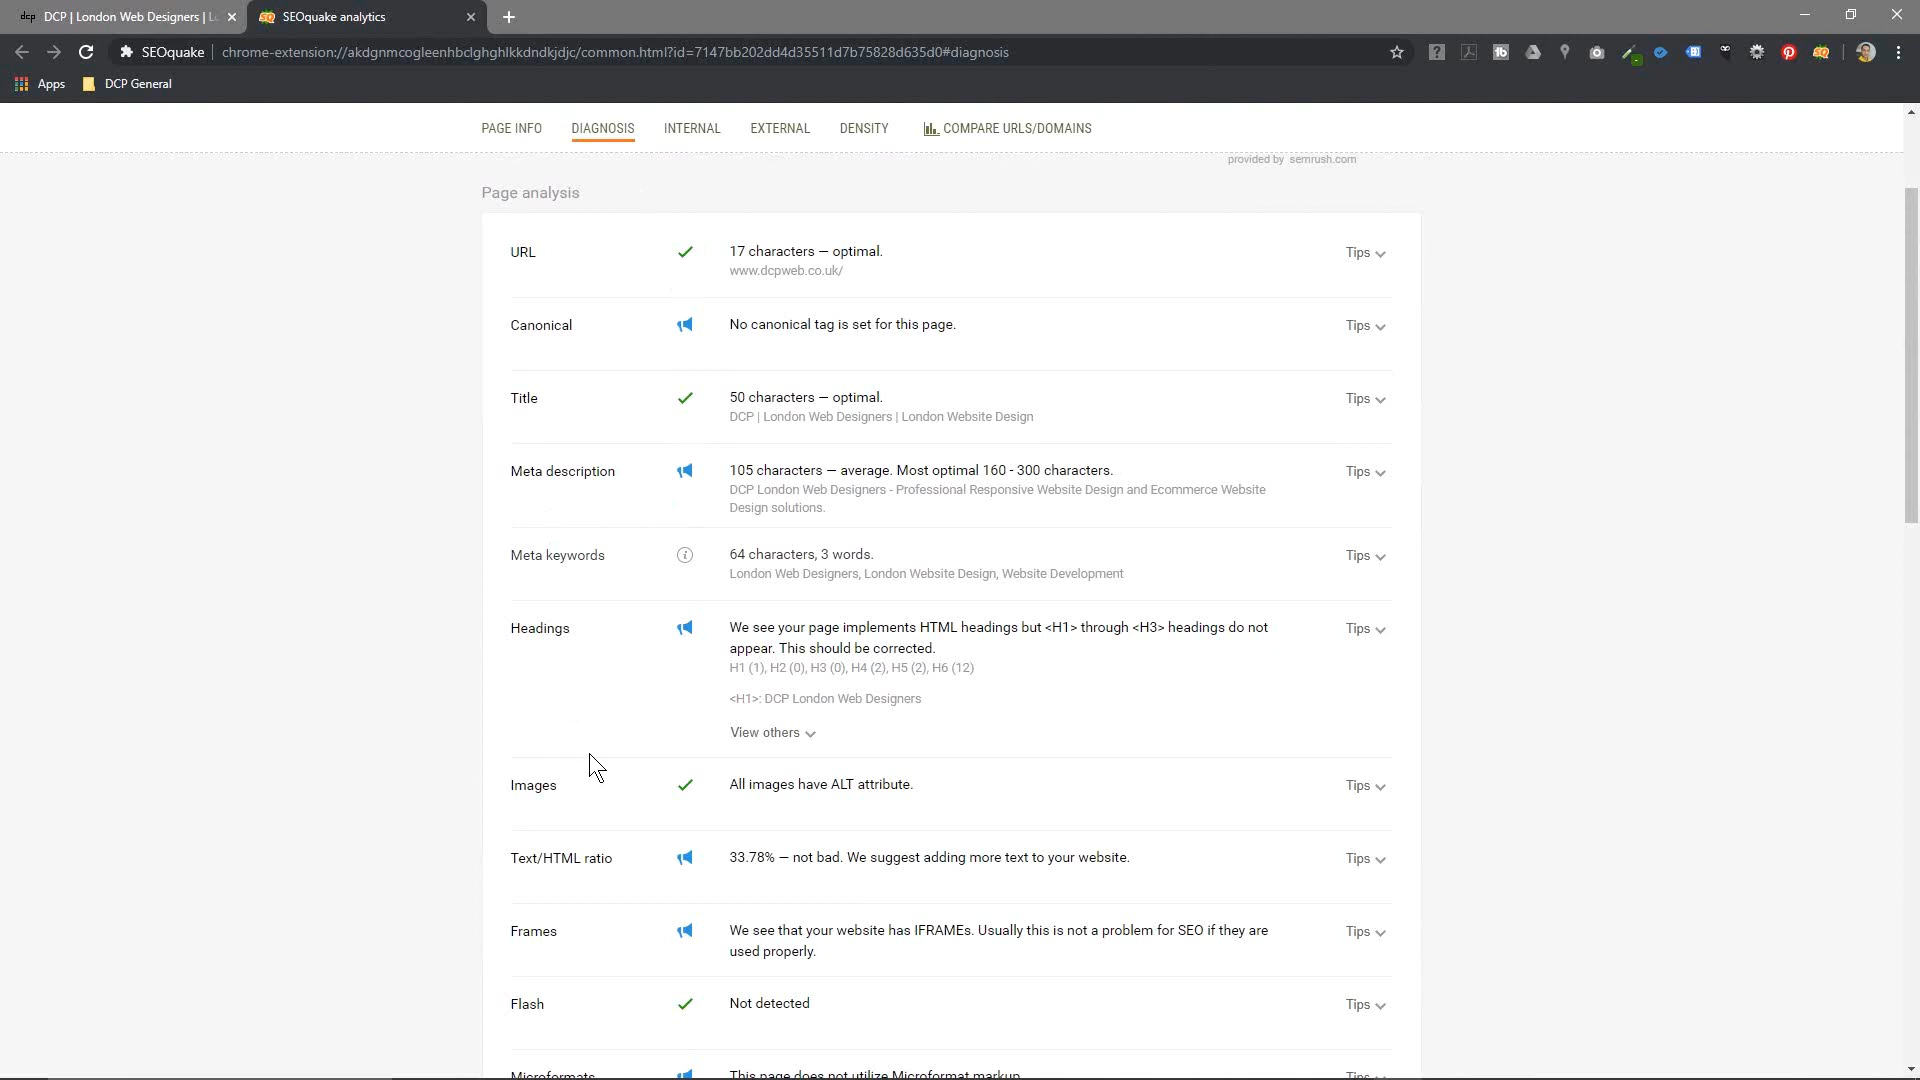 dcp DCP | London Web Designers | L
SEOquake analytics
SEOquake
chrome-extension://akdgnmcogleenhbclghghlkkdndkjdjc/common.html?id=7147bb202dd4d35511d7b75828d635d0#diagnosis
Apps
DCP General
PAGE INFO
DIAGNOSIS
INTERNAL
EXTERNAL
DENSITY
COMPARE URLS/DOMAINS
provided by semrush.com
Page analysis
URL
17 characters — optimal.
Tips
www.dcpweb.co.uk/
Canonical
No canonical tag is set for this page.
Tips
Title
50 characters — optimal.
Tips
DCP | London Web Designers | London Website Design
Meta description
105 characters — average. Most optimal 160 - 300 characters.
Tips
DCP London Web Designers - Professional Responsive Website Design and Ecommerce Website
Design solutions.
Meta keywords
64 characters, 3 words.
Tips
London Web Designers, London Website Design, Website Development
Headings
We see your page implements HTML headings but <H1> through <H3> headings do not
Tips
appear. This should be corrected.
H1 (1), H2 (0), H3 (0), H4 (2), H5 (2), H6 (12)
<H1>: DCP London Web Designers
View others
Images
All images have ALT attribute.
Tips
Text/HTML ratio
33.78% — not bad. We suggest adding more text to your website.
Tips
Frames
We see that your website has IFRAMEs. Usually this is not a problem for SEO if they are
Tips
used properly.
Flash
Not detected
Tips
Microformats
This page does not utilize Microformat markup
Tips